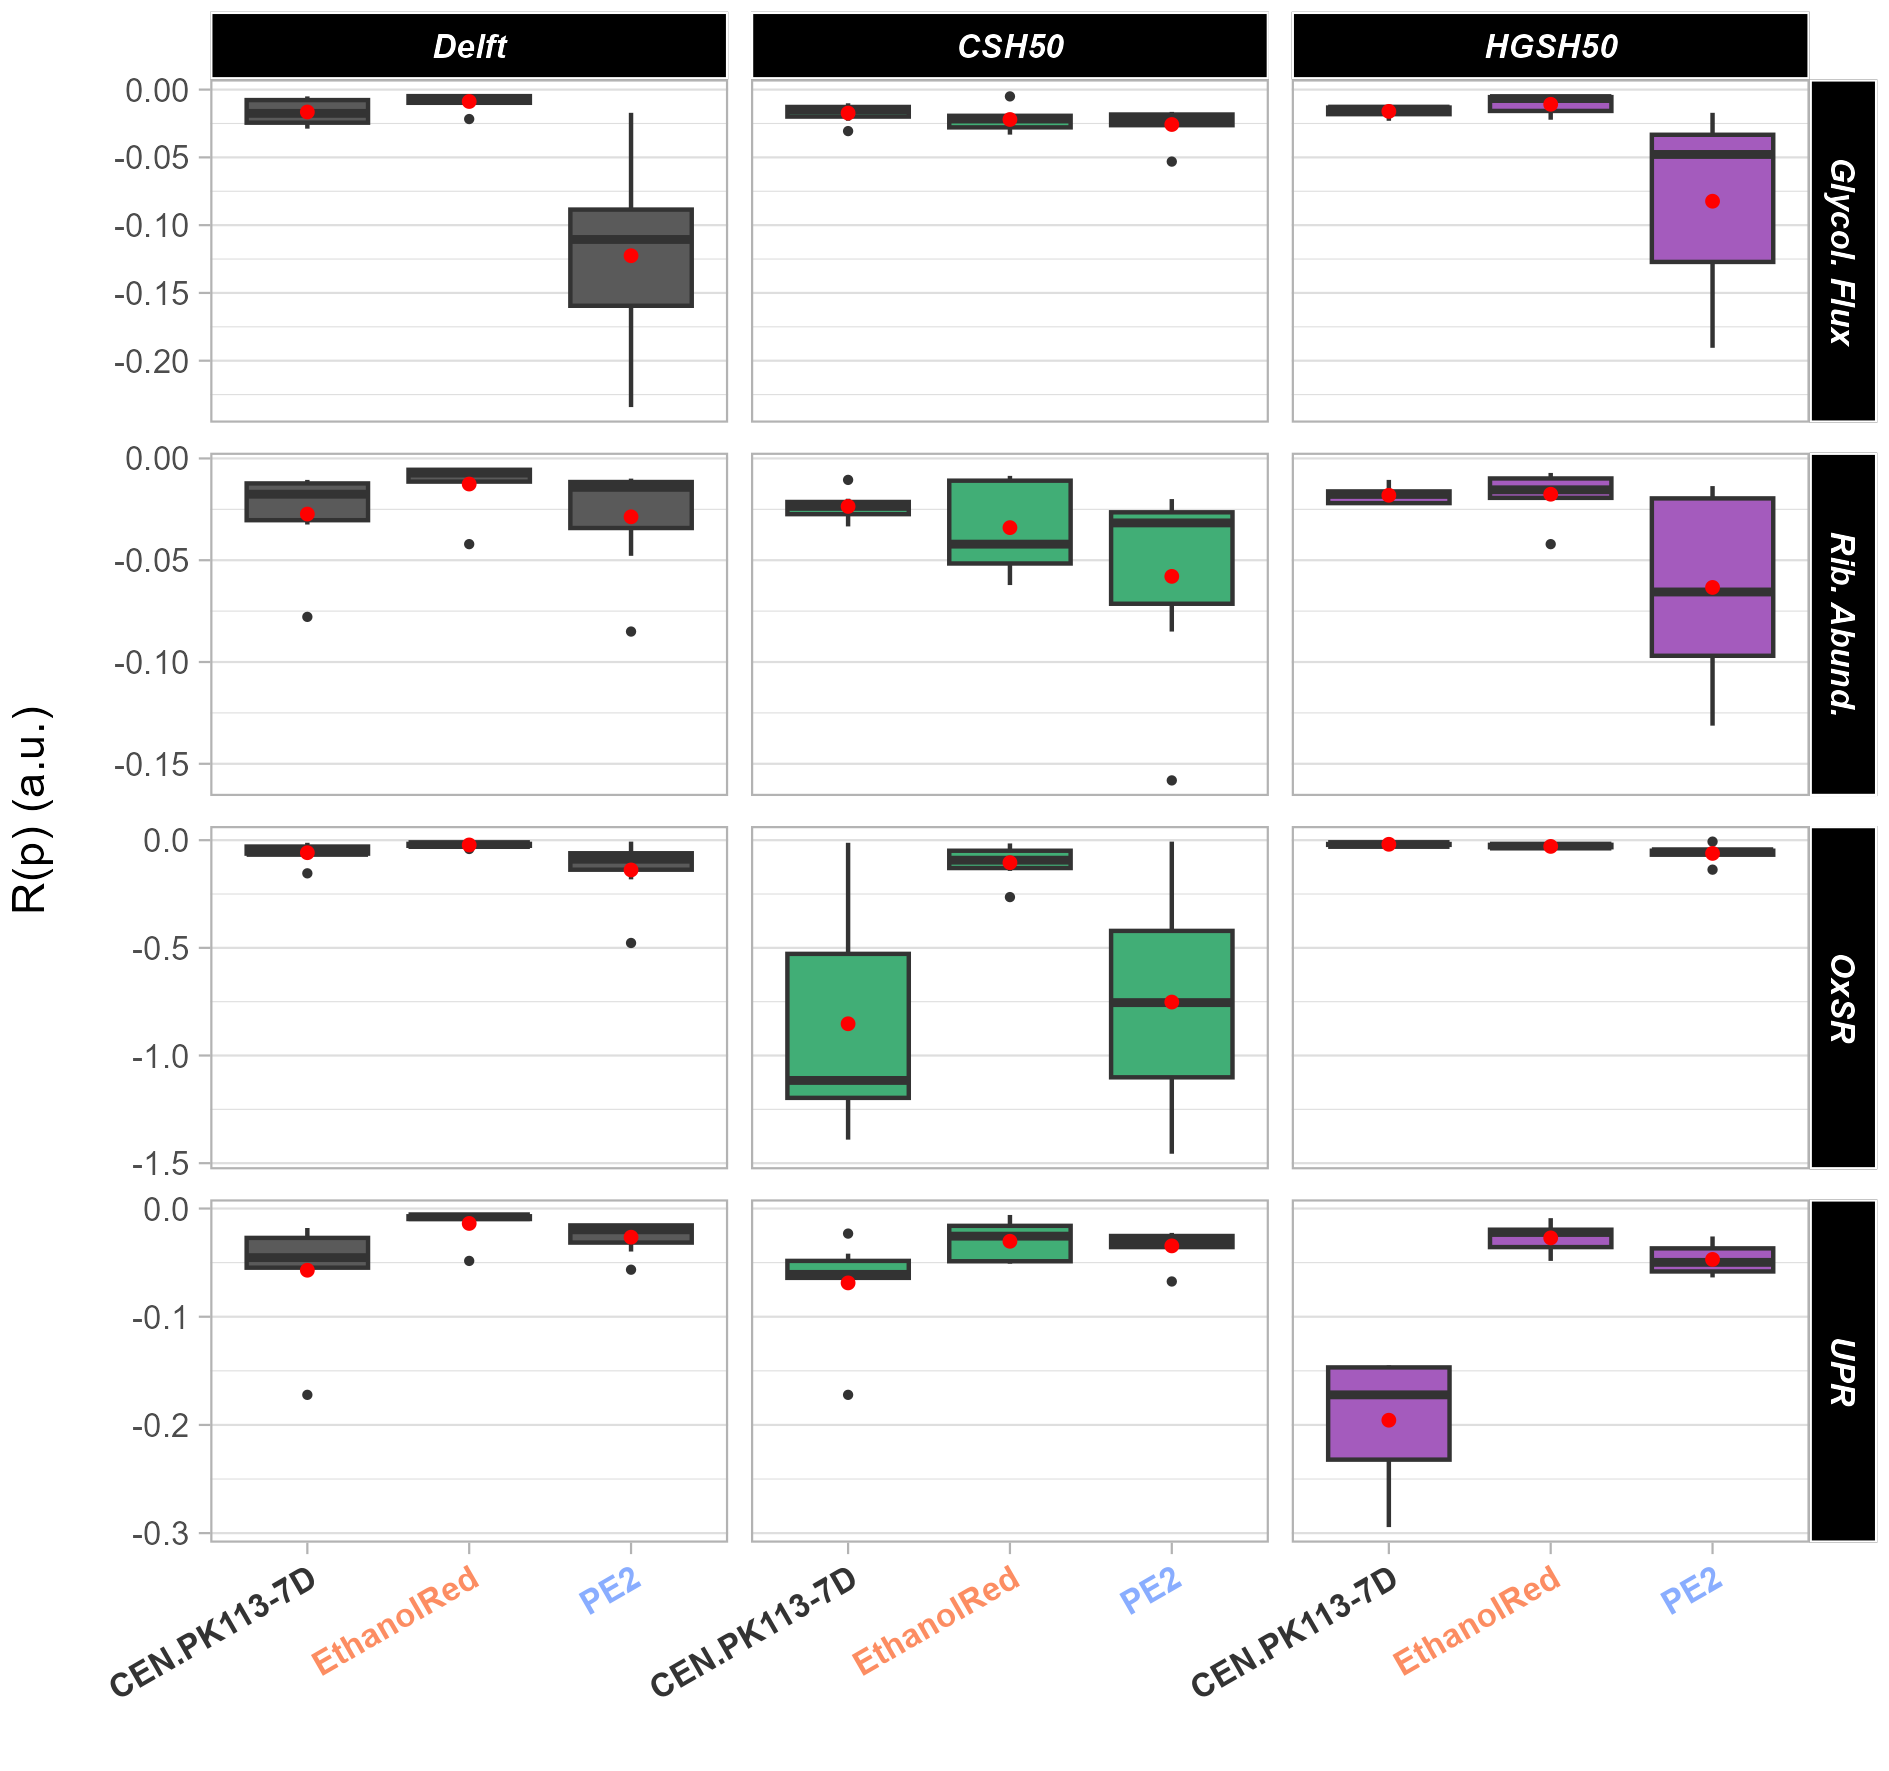 Delft
CSH50
HGSH50
0.00
-0.05
-0.10
-0.15
-0.20
Glycol. Flux
0.00
-0.05
-0.10
-0.15
Rib. Abund.
R(p) (a.u.)
0.0
-0.5
-1.0
-1.5
OxSR
0.0
-0.1
-0.2
-0.3
UPR
CEN.PK113-7D
EthanolRed
PE2
CEN.PK113-7D
EthanolRed
PE2
CEN.PK113-7D
EthanolRed
PE2